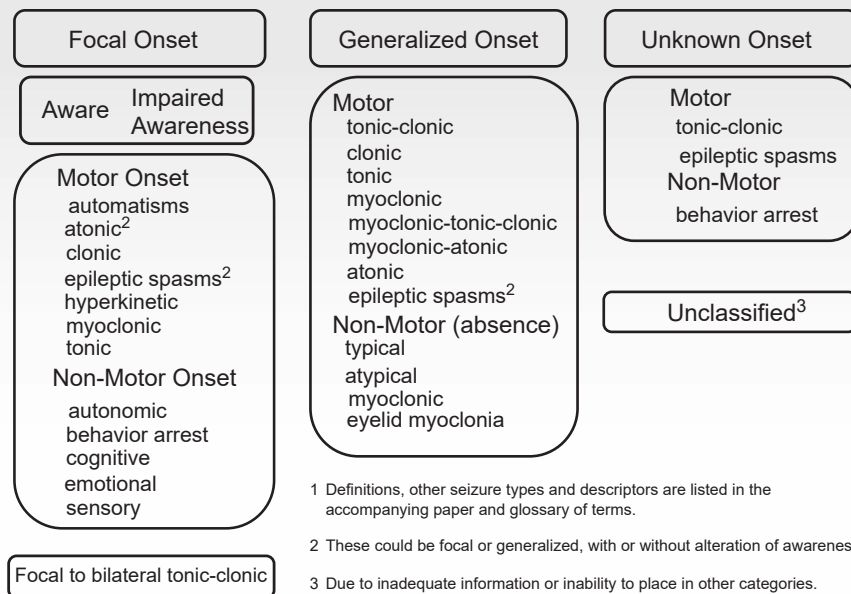 Focal Onset
Aware Impaired
Awareness
Motor Onset
automatisms
atonic²
clonic
epileptic spasms²
hyperkinetic
myoclonic
tonic
Non-Motor Onset
autonomic
behavior arrest
cognitive
emotional
sensory
Focal to bilateral tonic-clonic
Generalized Onset
Motor
tonic-clonic
clonic
tonic
myoclonic
myoclonic-tonic-clonic
myoclonic-atonic
atonic
epileptic spasms²
Non-Motor (absence)
typical
atypical
myoclonic
eyelid myoclonia
Unknown Onset
Motor
tonic-clonic
epileptic spasms
Non-Motor
behavior arrest
Unclassified³
1 Definitions, other seizure types and descriptors are listed in the
accompanying paper and glossary of terms.
2 These could be focal or generalized, with or without alteration of awarenes
3 Due to inadequate information or inability to place in other categories.